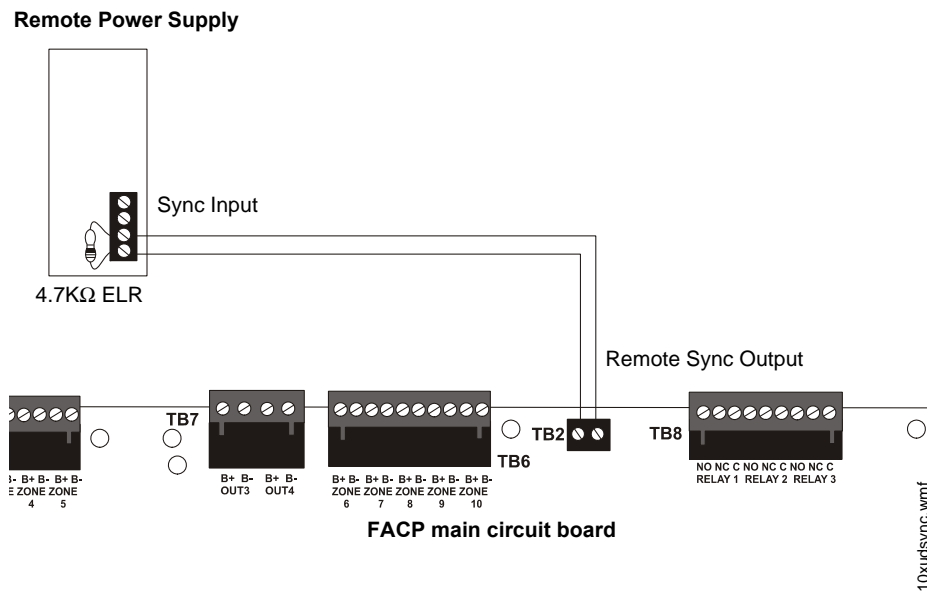 Remote Power Supply
Sync Input
4.7KΩ ELR
Remote Sync Output
TB7
TB6
TB2
TB8
B- B+ B- B+ B-
E ZONE ZONE
4 5
B+ B- B+ B-
OUT3 OUT4
B+ B- B+ B- B+ B- B+ B- B+ B-
ZONE ZONE ZONE ZONE ZONE
6 7 8 9 10
NO NC C NO NC C NO NC C
RELAY 1 RELAY 2 RELAY 3
FACP main circuit board
10xudsync.wmf